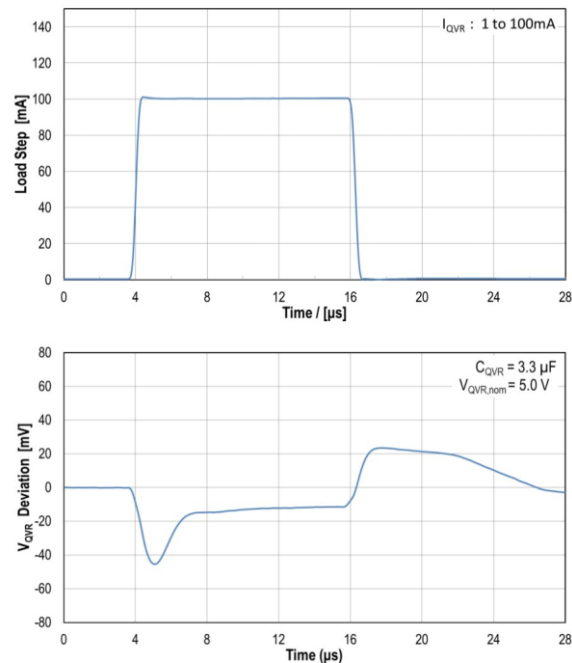 I_QVR : 1 to 100mA
140
120
100
80
60
40
20
0
Load Step [mA]
0 4 8 12 16 20 24 28
Time / [µs]
C_QVR = 3.3 µF
V_QVR,nom = 5.0 V
80
60
40
20
0
-20
-40
-60
-80
V_QVR Deviation [mV]
0 4 8 12 16 20 24 28
Time (µs)